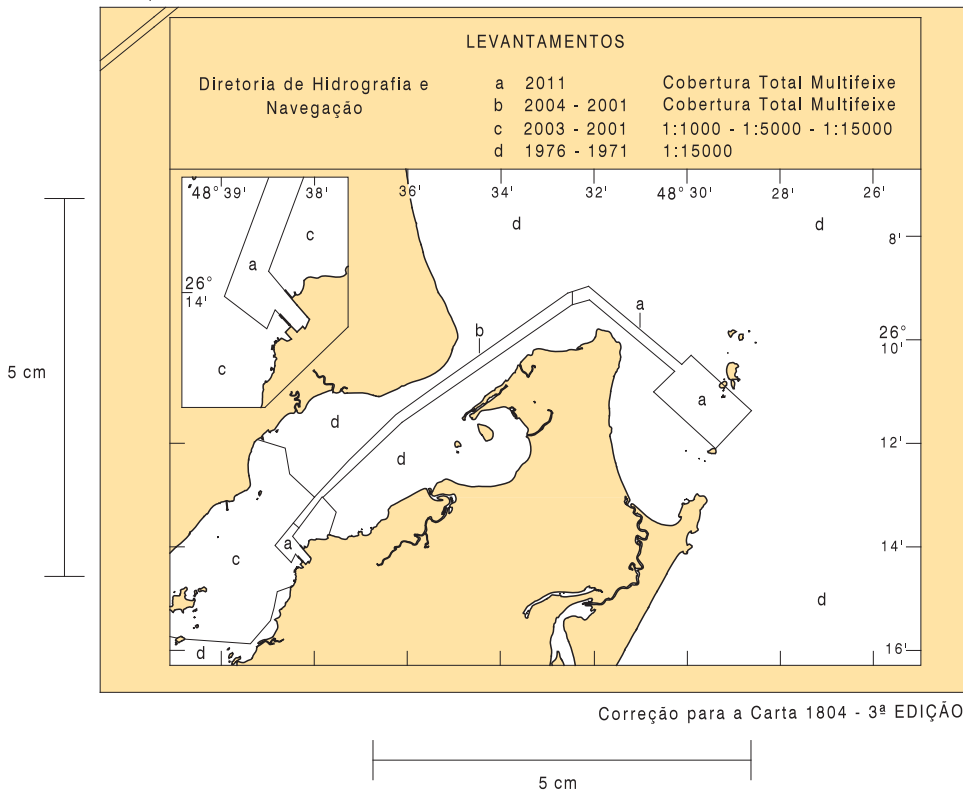 LEVANTAMENTOS
Diretoria de Hidrografia e
Navegação
a 2011 Cobertura Total Multifeixe
b 2004 - 2001 Cobertura Total Multifeixe
c 2003 - 2001 1:1000 - 1:5000 - 1:15000
d 1976 - 1971 1:15000
48° 39' 38' 36' 34' 32' 48° 30' 28' 26'
d d
c
8'
a
26°
14'
a
b
26°
10'
5 cm
c
a
d
12'
d
a
14'
c
d
d
16'
Correção para a Carta 1804 - 3ª EDIÇÃO
5 cm